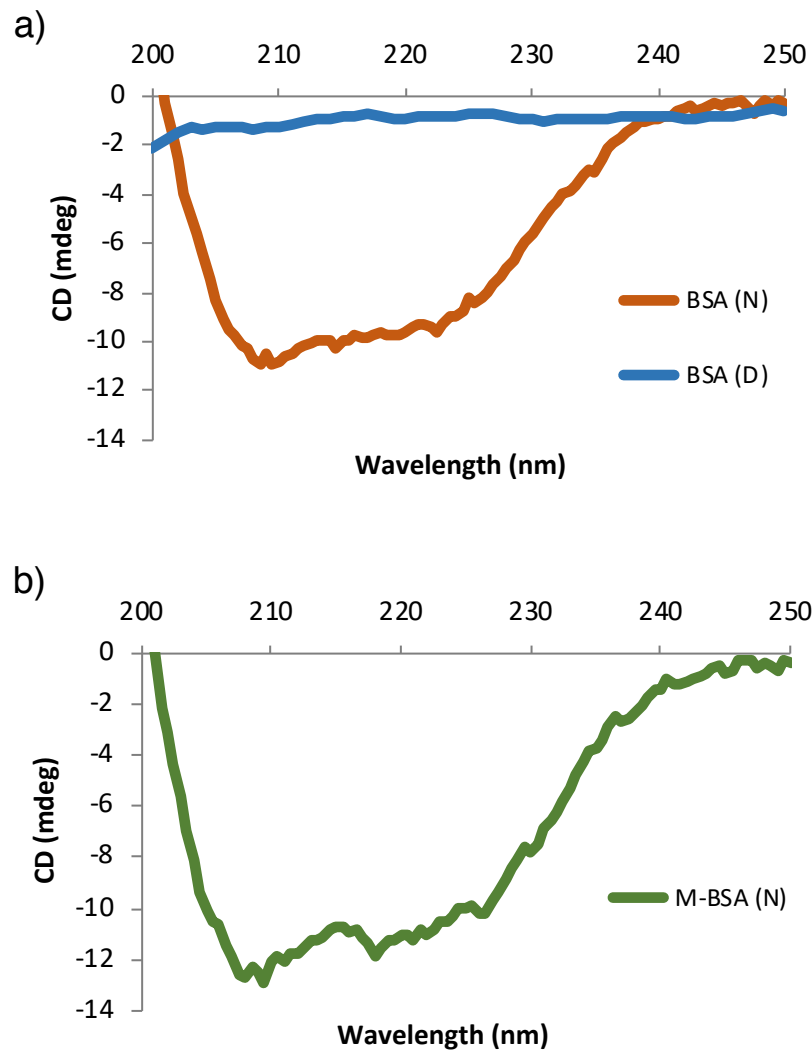 a)
200 210 220 230 240 250
0
-2
-4
-6
-8
-10
-12
-14
CD (mdeg)
BSA (N)
BSA (D)
Wavelength (nm)
b)
200 210 220 230 240 250
0
-2
-4
-6
-8
-10
-12
-14
CD (mdeg)
M-BSA (N)
Wavelength (nm)